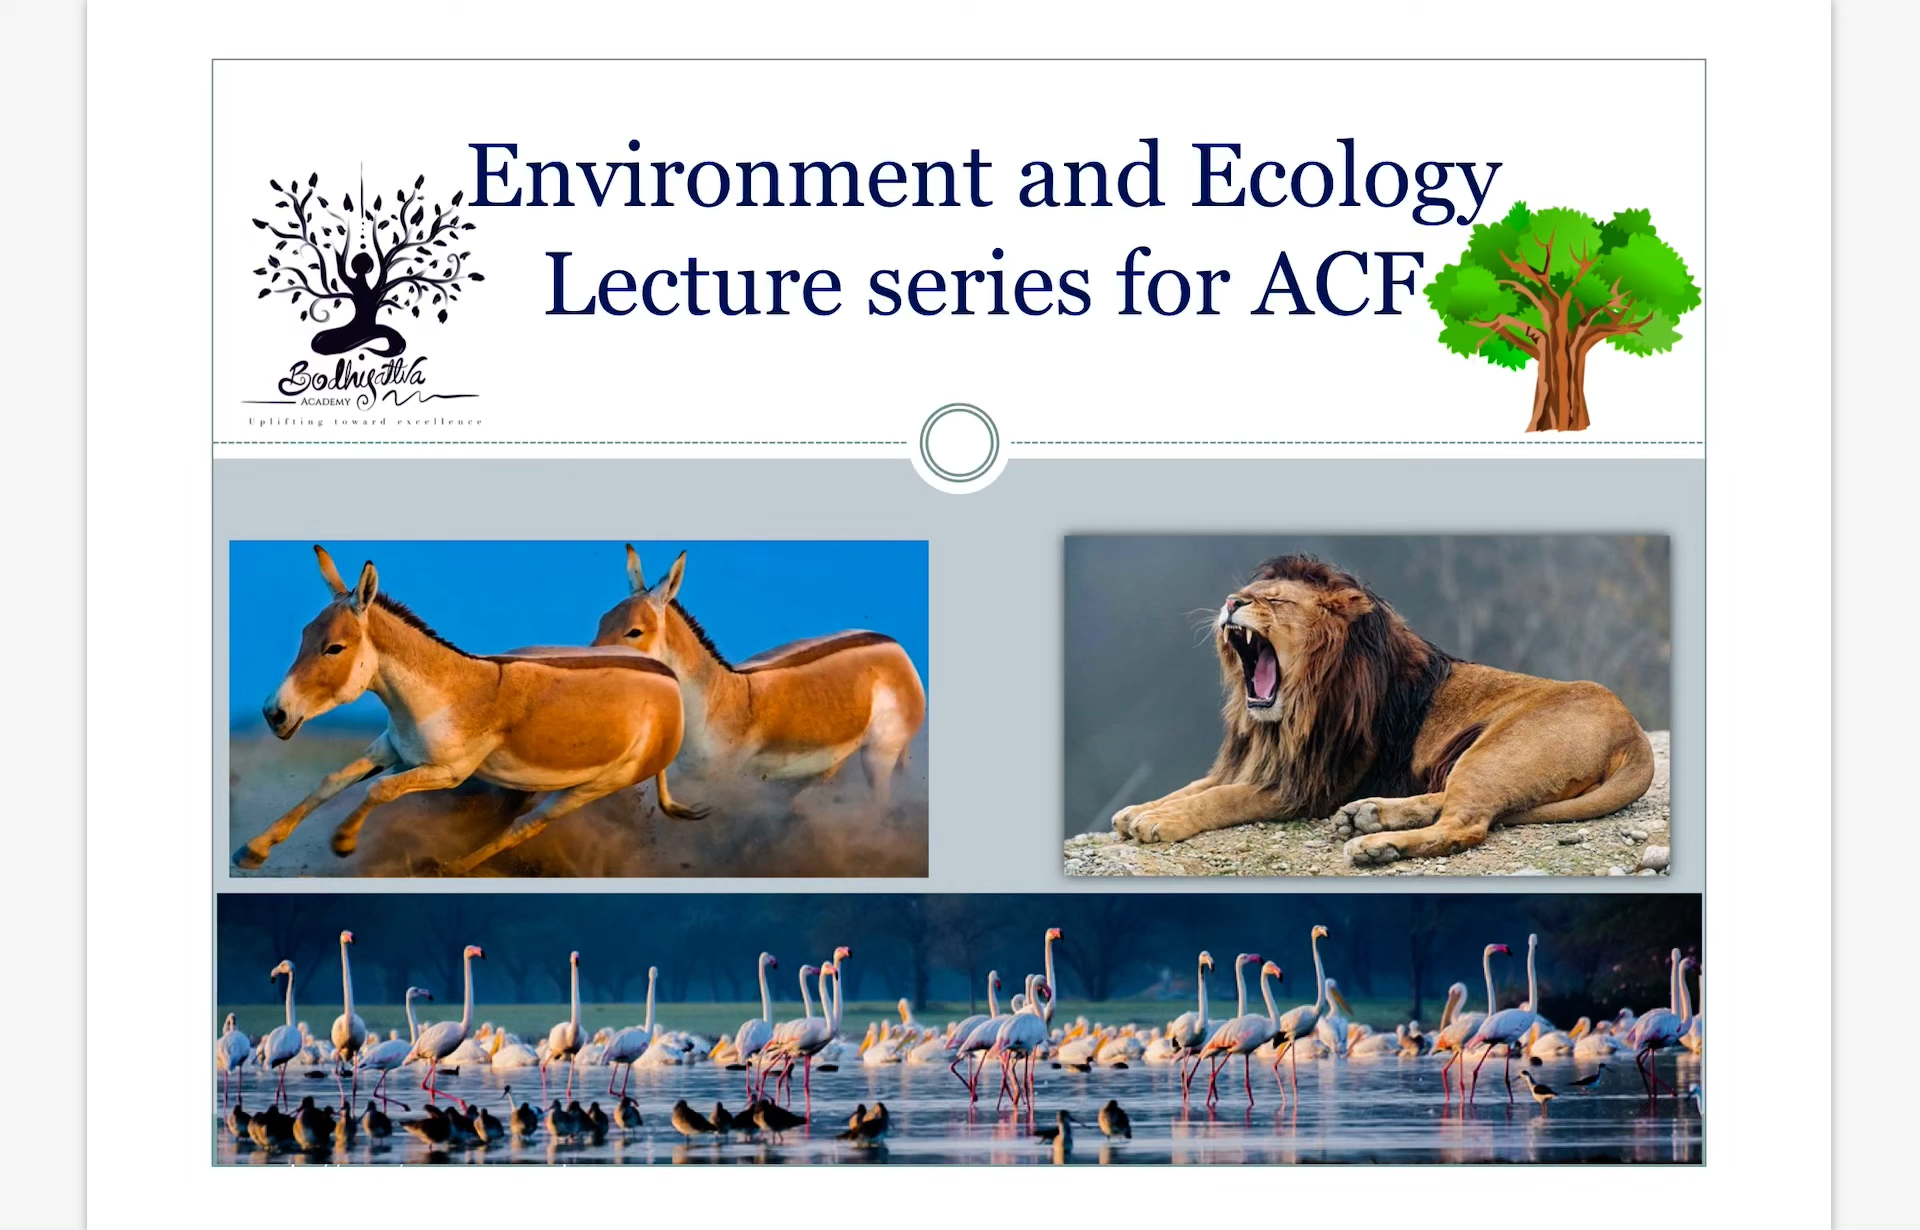 Environment and Ecology
Lecture series for ACF
Bodhisattva
ACADEMY
Uplifting toward excellence